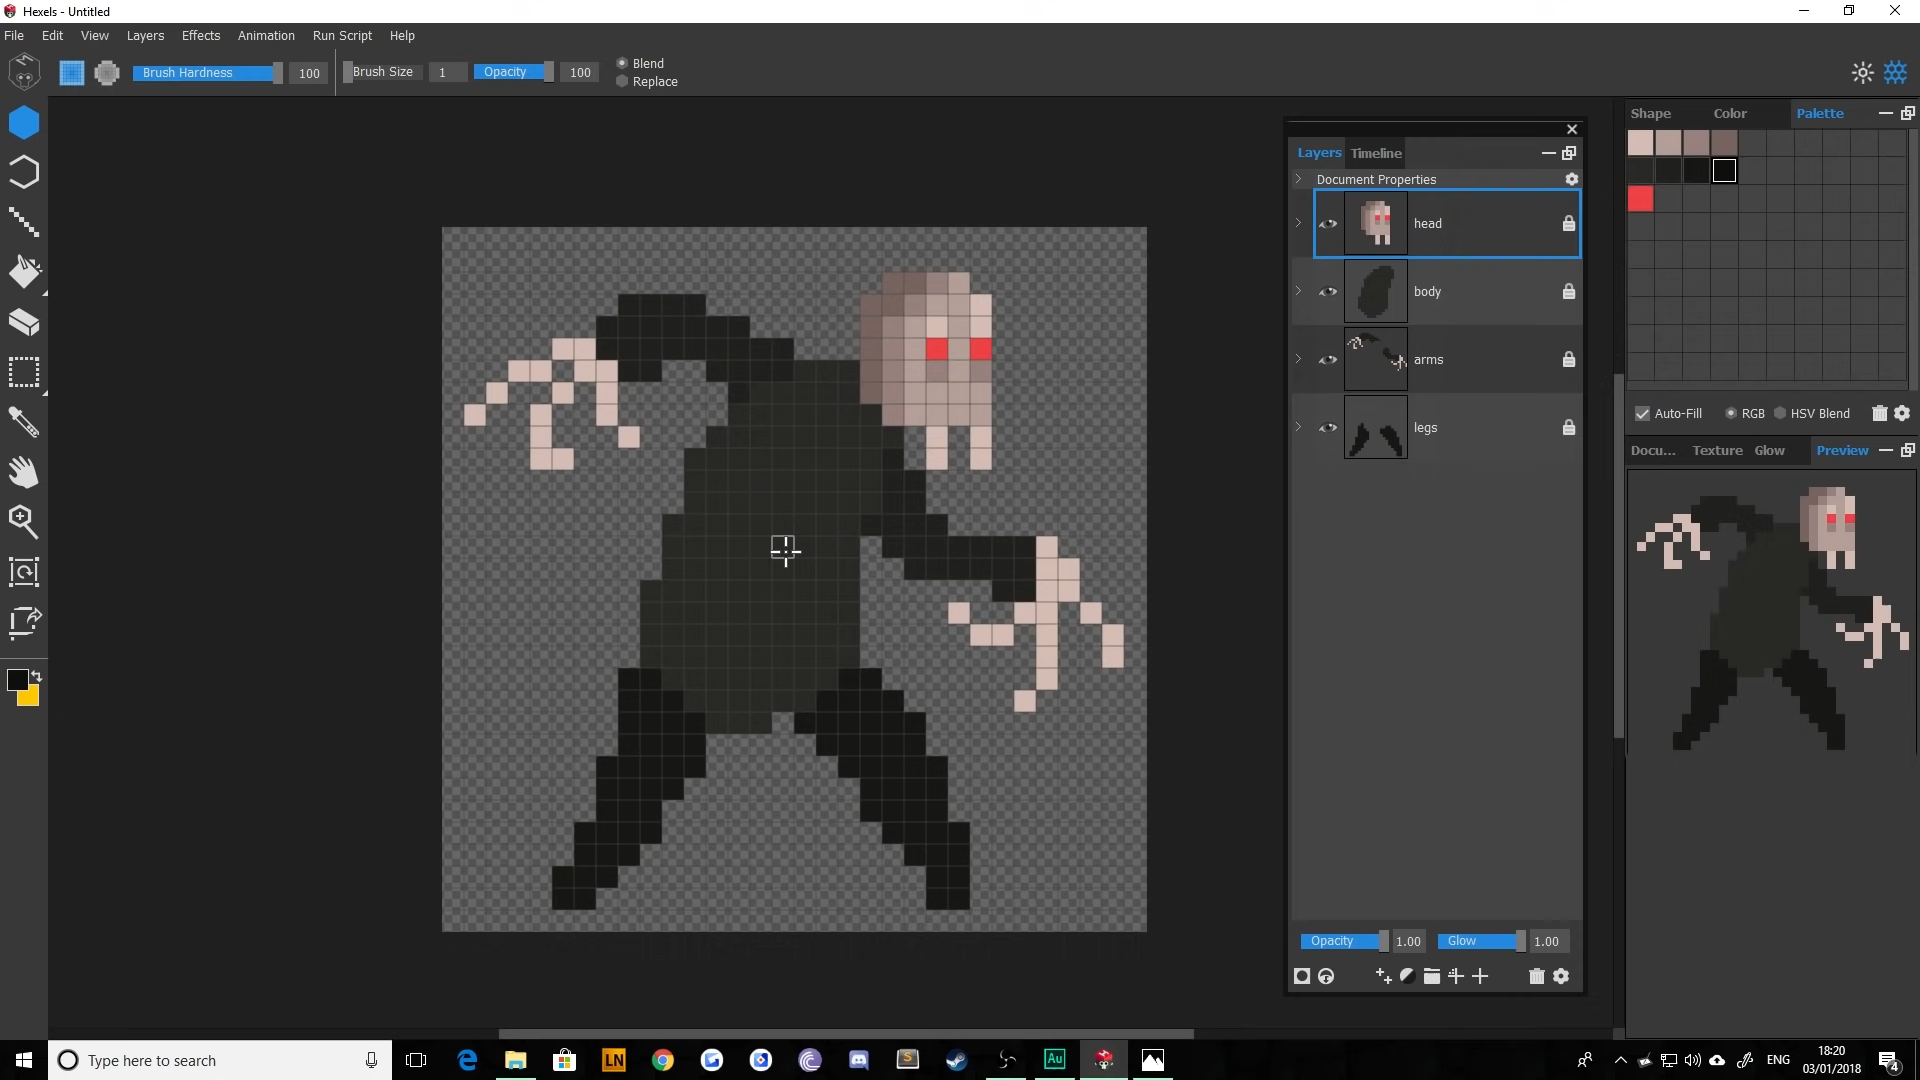 Hexels - Untitled
File Edit View Layers Effects Animation Run Script Help
Brush Hardness 100 Brush Size 1 Opacity 100 Blend
Replace
Shape Color Palette
Layers Timeline
Document Properties
head
body
arms
legs
Auto-Fill RGB HSV Blend
Docu... Texture Glow Preview
Opacity 1.00 Glow 1.00
Type here to search
LN
S
Au
ENG
18:20
03/01/2018
4